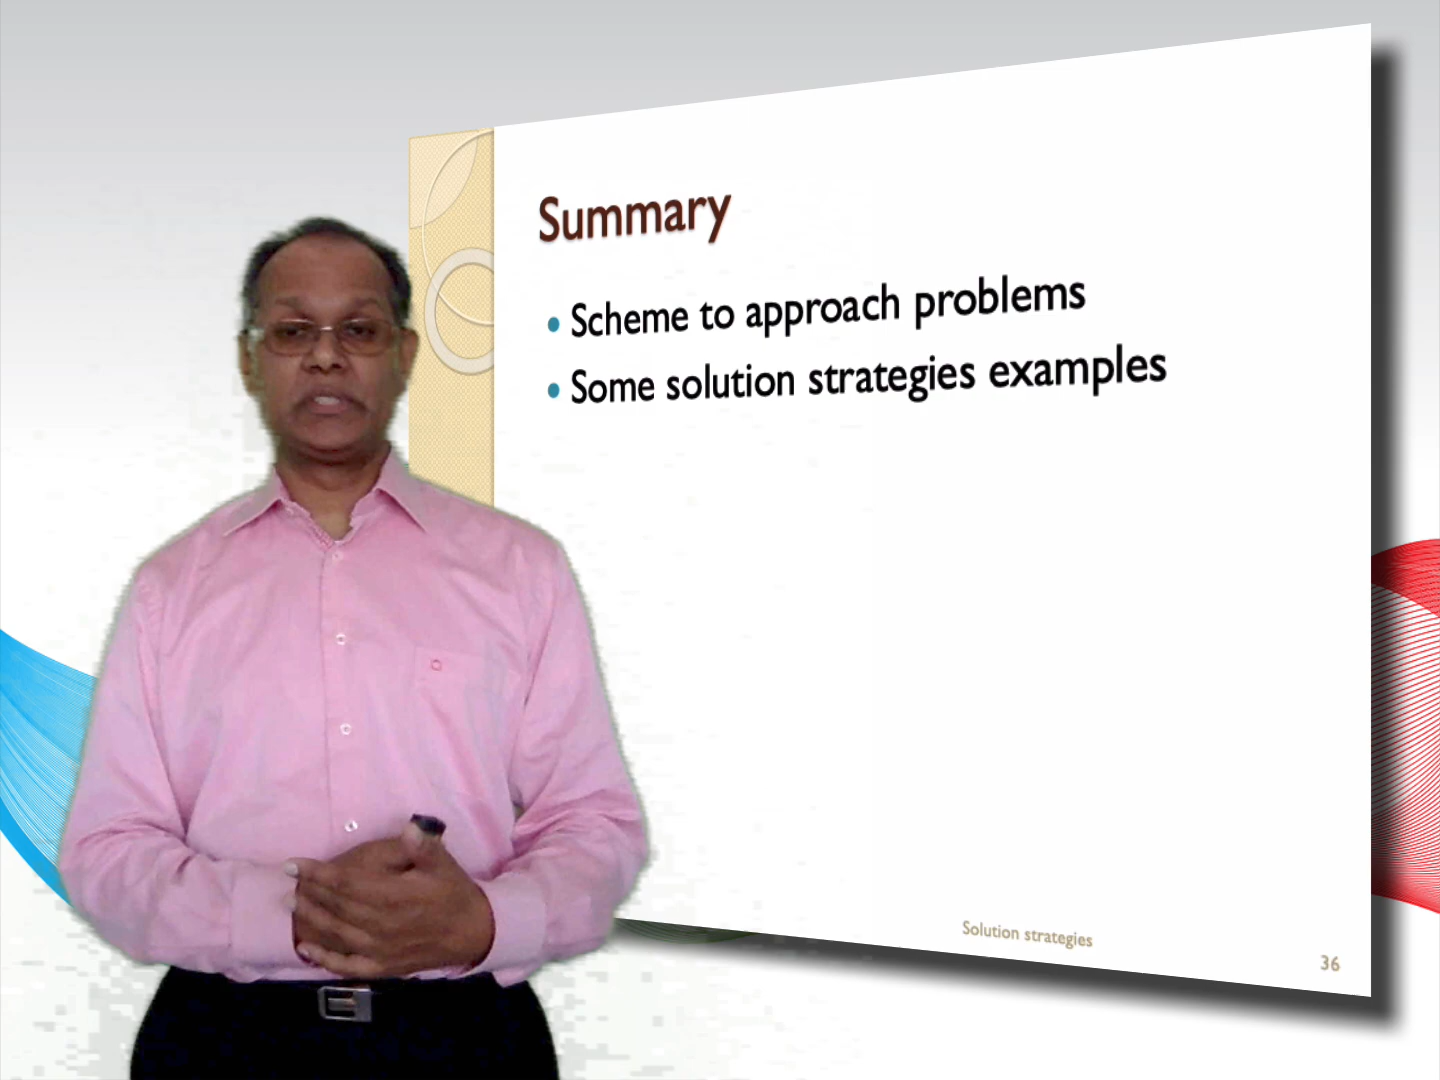 Summary
• Scheme to approach problems
• Some solution strategies examples
Solution strategies
36